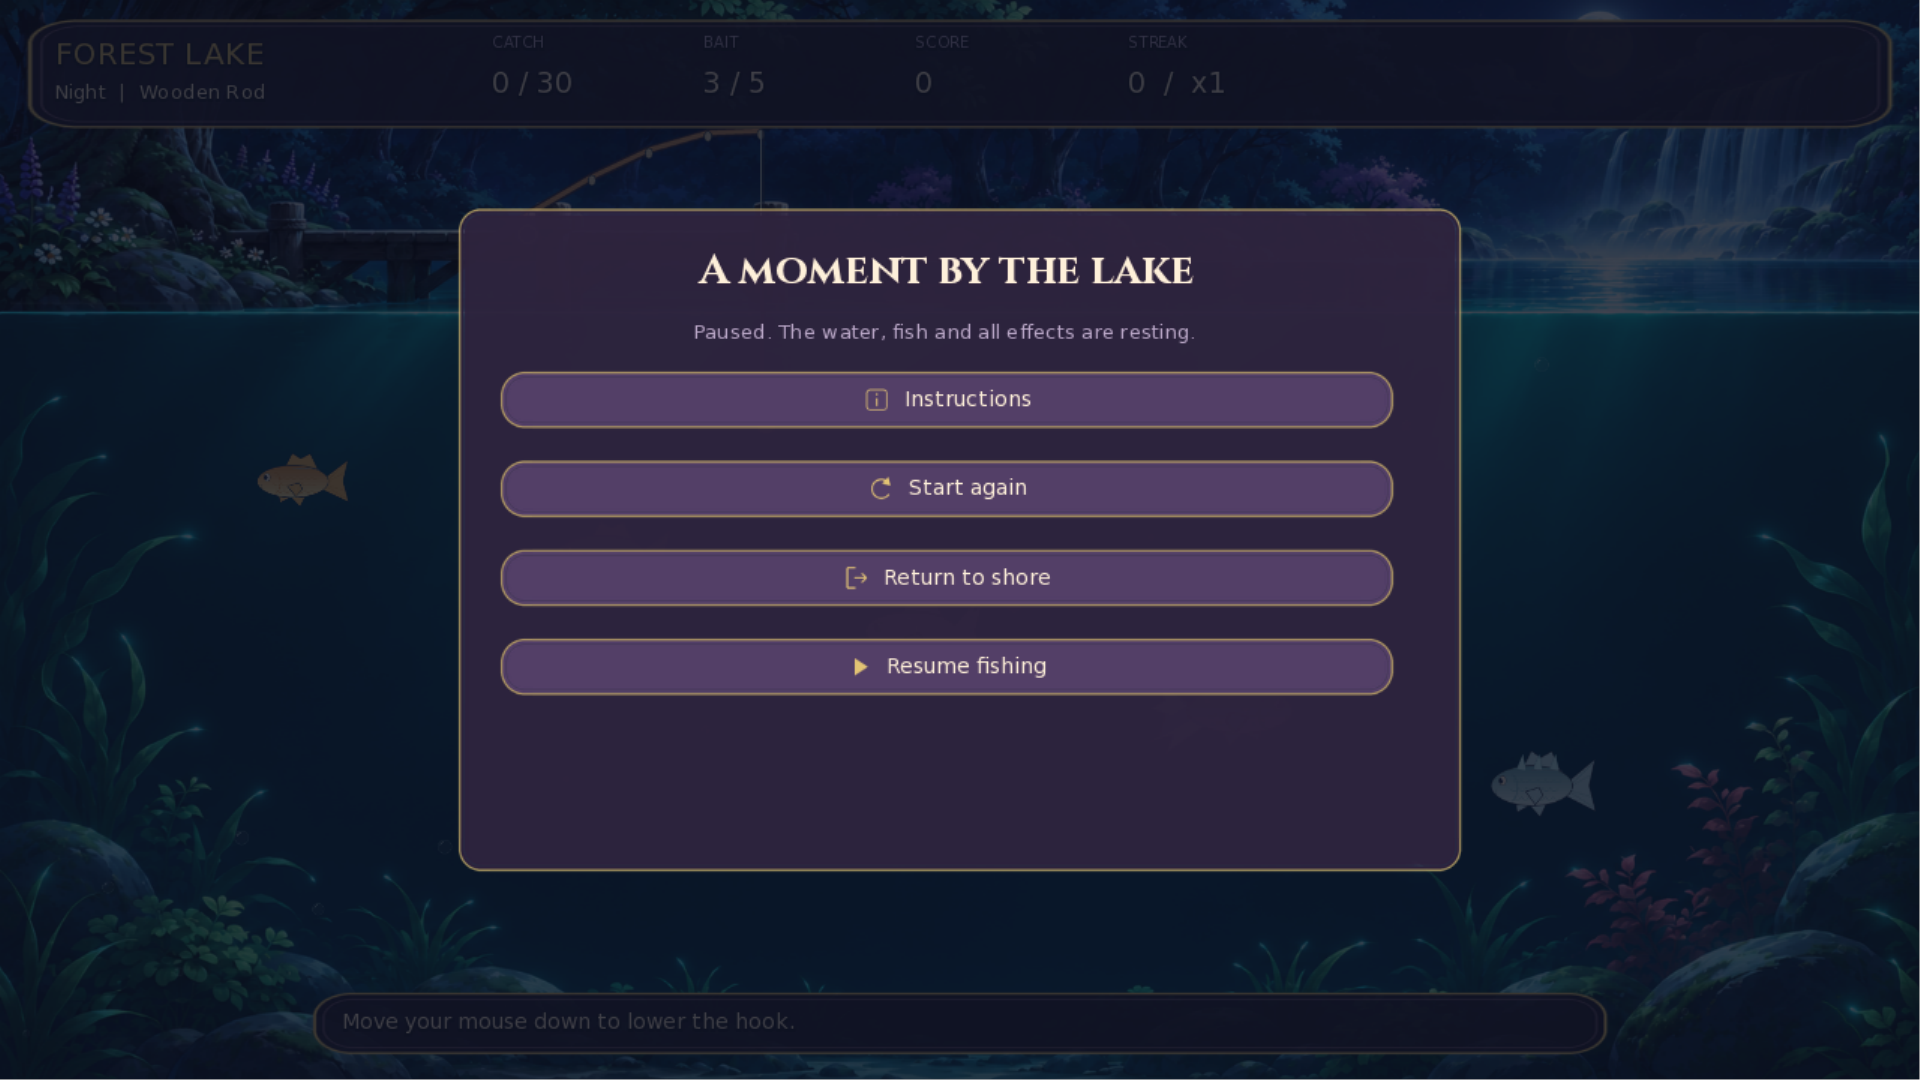 FOREST LAKE
Night | Wooden Rod
CATCH
0 / 30
BAIT
3 / 5
SCORE
0
STREAK
0 / x1
A MOMENT BY THE LAKE
Paused. The water, fish and all effects are resting.
Instructions
Start again
Return to shore
Resume fishing
Move your mouse down to lower the hook.